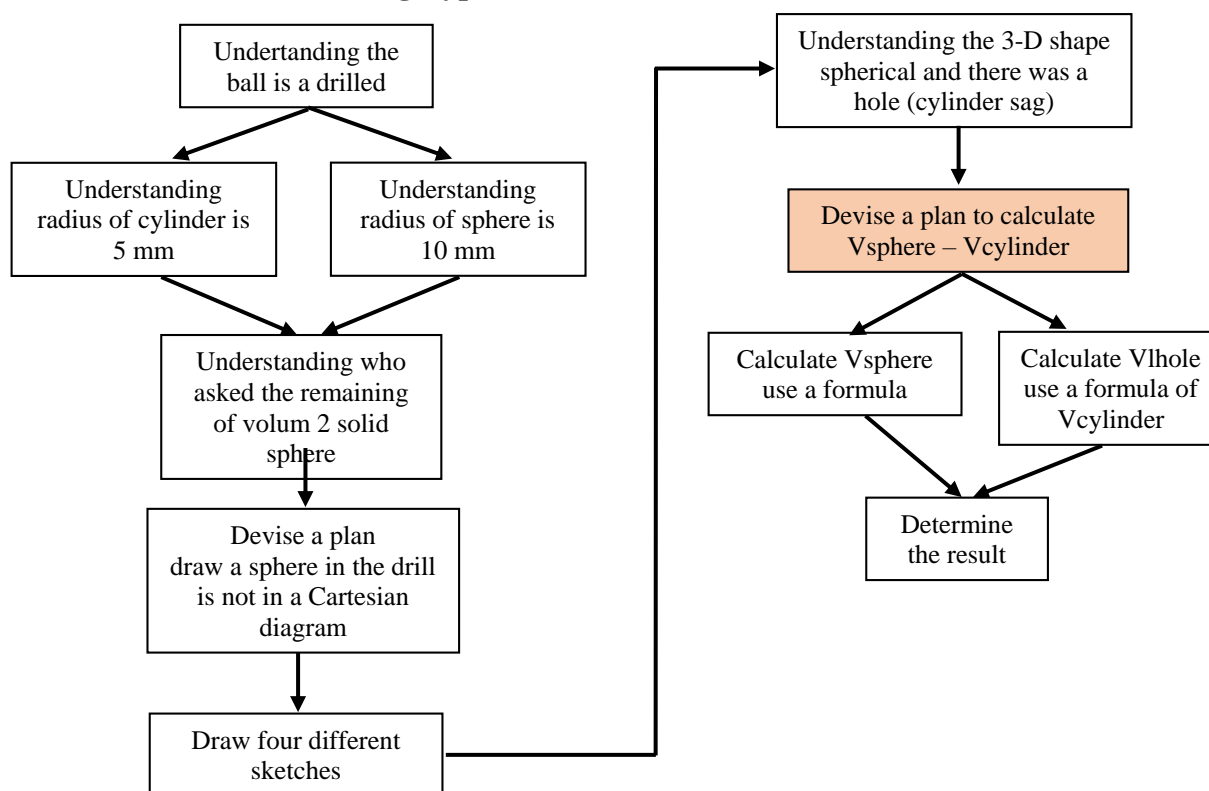 Undertanding the
ball is a drilled
Understanding
radius of cylinder is
5 mm
Understanding
radius of sphere is
10 mm
Understanding who
asked the remaining
of volum 2 solid
sphere
Devise a plan
draw a sphere in the drill
is not in a Cartesian
diagram
Draw four different
sketches
Understanding the 3-D shape
spherical and there was a
hole (cylinder sag)
Devise a plan to calculate
Vsphere – Vcylinder
Calculate Vsphere
use a formula
Calculate Vlhole
use a formula of
Vcylinder
Determine
the result